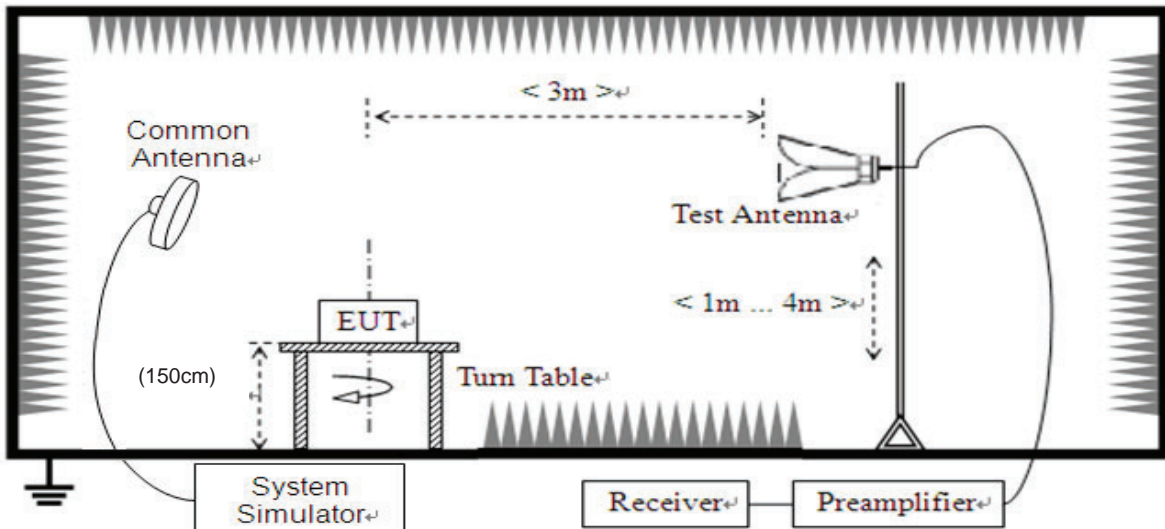 < 3m >↵
Common
Antenna↵
Test Antenna↵
< 1m ... 4m >↵
EUT↵
(150cm)
Turn Table↵
System
Simulator↵
Receiver↵
Preamplifier↵